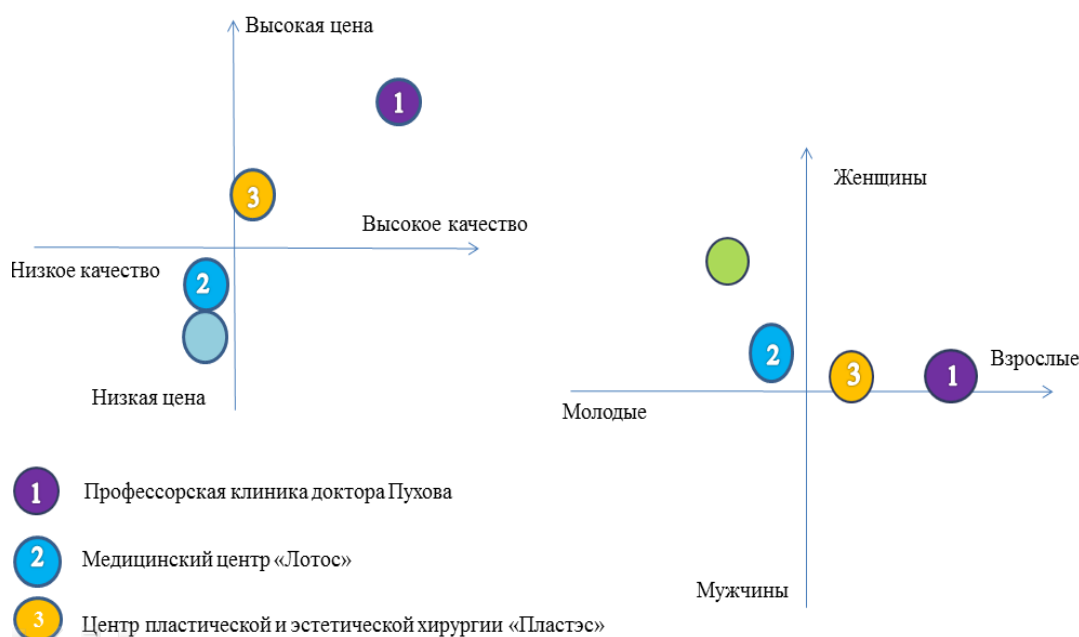 Высокая цена
1
3
Высокое качество
Низкое качество
2
Низкая цена
Женщины
2
3
1
Взрослые
Молодые
Мужчины
1 Профессорская клиника доктора Пухова
2 Медицинский центр «Лотос»
3 Центр пластической и эстетической хирургии «Пластэс»